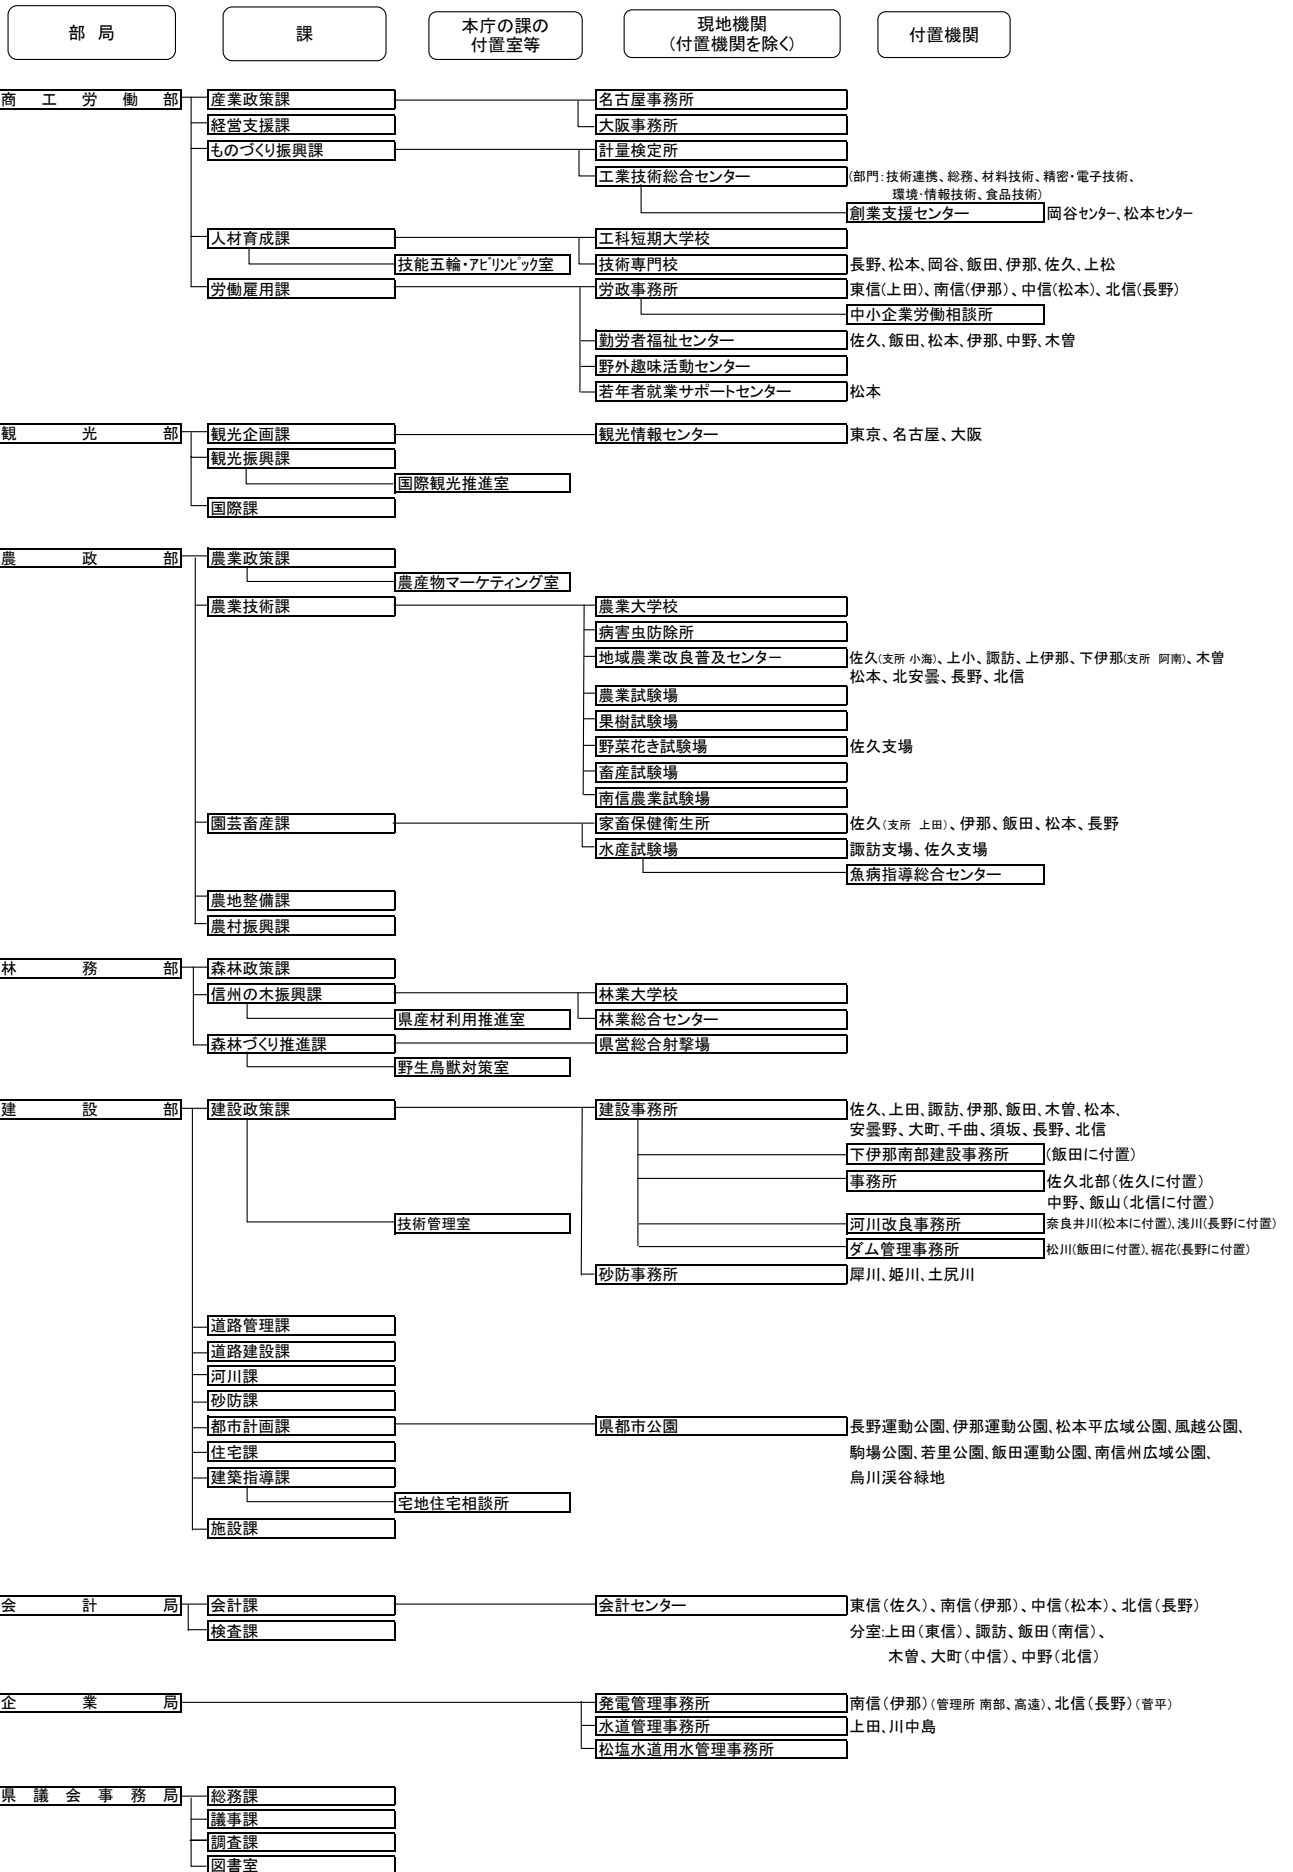 部 局
課
本庁の課の
付置室等
現地機関
(付置機関を除く)
付置機関
商 工 労 働 部
産業政策課
名古屋事務所
経営支援課
大阪事務所
ものづくり振興課
計量検定所
工業技術総合センター
(部門:技術連携、総務、材料技術、精密・電子技術、
環境・情報技術、食品技術)
創業支援センター
岡谷センター、松本センター
人材育成課
工科短期大学校
技能五輪・アビリンピック室
技術専門校
長野、松本、岡谷、飯田、伊那、佐久、上松
労働雇用課
労政事務所
東信(上田)、南信(伊那)、中信(松本)、北信(長野)
中小企業労働相談所
勤労者福祉センター
佐久、飯田、松本、伊那、中野、木曽
野外趣味活動センター
若年者就業サポートセンター
松本
観 光 部
観光企画課
観光情報センター
東京、名古屋、大阪
観光振興課
国際観光推進室
国際課
農 政 部
農業政策課
農産物マーケティング室
農業技術課
農業大学校
病害虫防除所
地域農業改良普及センター
佐久(支所 小海)、上小、諏訪、上伊那、下伊那(支所 阿南)、木曽
松本、北安曇、長野、北信
農業試験場
果樹試験場
野菜花き試験場
佐久支場
畜産試験場
南信農業試験場
園芸畜産課
家畜保健衛生所
佐久(支所 上田)、伊那、飯田、松本、長野
水産試験場
諏訪支場、佐久支場
魚病指導総合センター
農地整備課
農村振興課
林 務 部
森林政策課
信州の木振興課
林業大学校
県産材利用推進室
林業総合センター
森林づくり推進課
県営総合射撃場
野生鳥獣対策室
建 設 部
建設政策課
建設事務所
佐久、上田、諏訪、伊那、飯田、木曽、松本、
安曇野、大町、千曲、須坂、長野、北信
下伊那南部建設事務所
(飯田に付置)
事務所
佐久北部(佐久に付置)
中野、飯山(北信に付置)
技術管理室
河川改良事務所
奈良井川(松本に付置)、浅川(長野に付置)
ダム管理事務所
松川(飯田に付置)、裾花(長野に付置)
砂防事務所
犀川、姫川、土尻川
道路管理課
道路建設課
河川課
砂防課
都市計画課
県都市公園
長野運動公園、伊那運動公園、松本平広域公園、風越公園、
住宅課
駒場公園、若里公園、飯田運動公園、南信州広域公園、
建築指導課
烏川渓谷緑地
宅地住宅相談所
施設課
会 計 局
会計課
会計センター
東信(佐久)、南信(伊那)、中信(松本)、北信(長野)
検査課
分室:上田(東信)、諏訪、飯田(南信)、
木曽、大町(中信)、中野(北信)
企 業 局
発電管理事務所
南信(伊那)(管理所 南部、高遠)、北信(長野)(菅平)
水道管理事務所
上田、川中島
松塩水道用水管理事務所
県 議 会 事 務 局
総務課
議事課
調査課
図書室